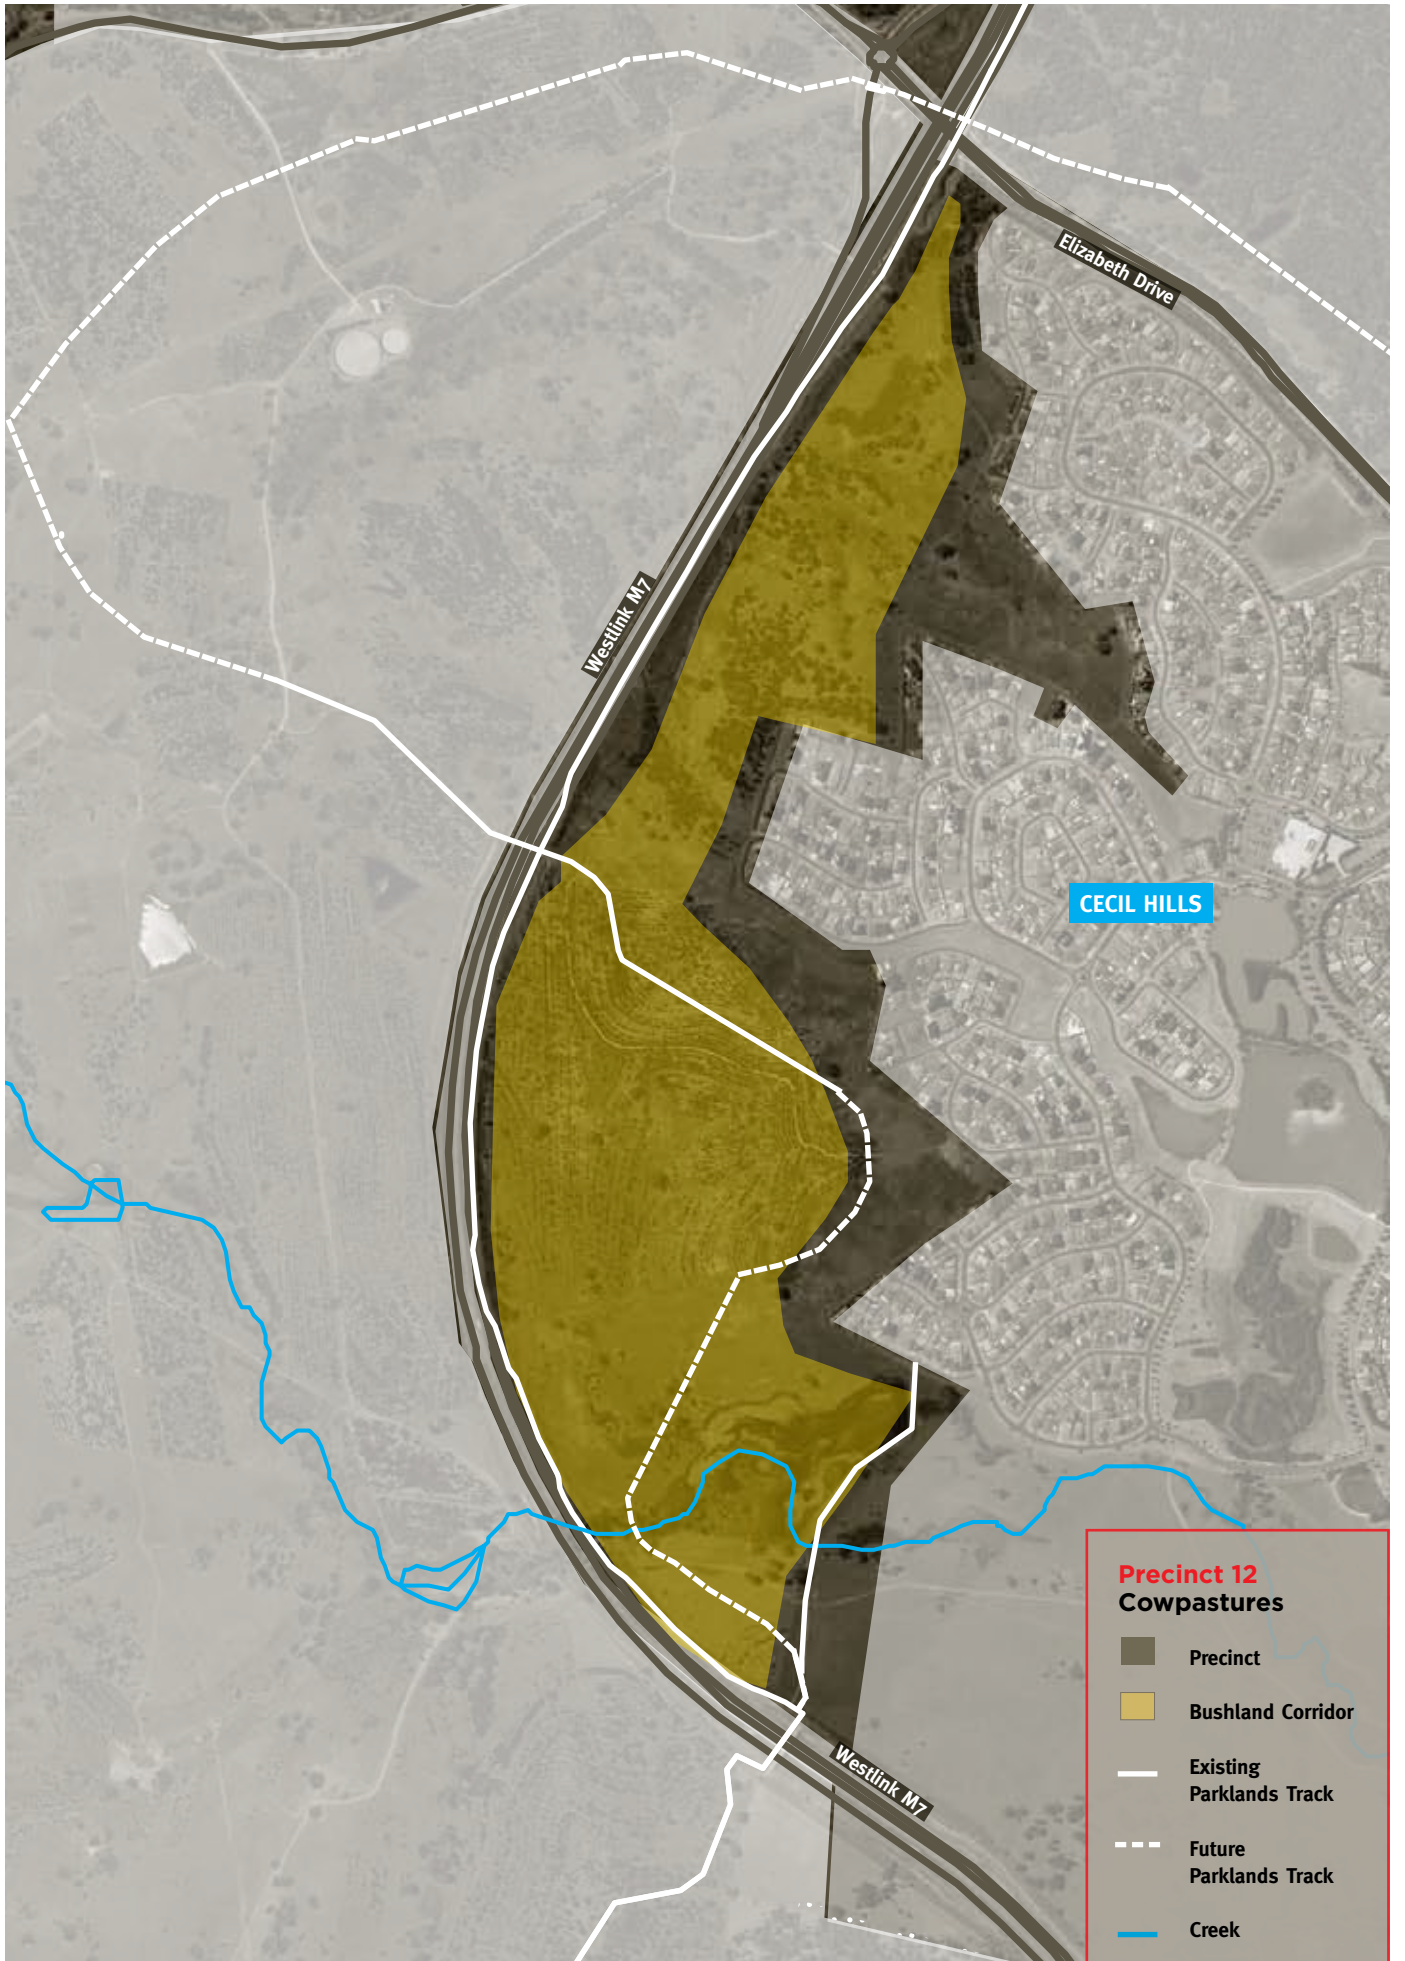 Elizabeth Drive
Westlink M7
CECIL HILLS
Westlink M7
Precinct 12
Cowpastures
Precinct
Bushland Corridor
Existing
Parklands Track
Future
Parklands Track
Creek